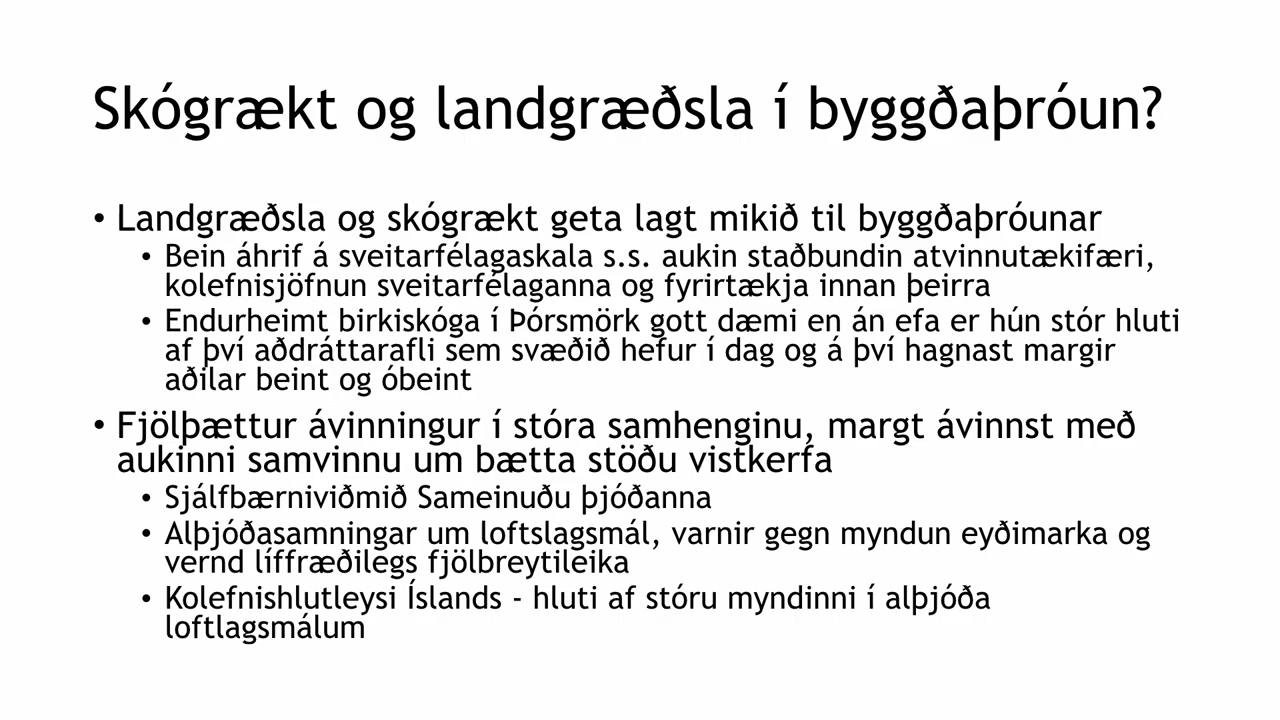 Skógrækt og landgræðsla í byggðaþróun?
• Landgræðsla og skógrækt geta lagt mikið til byggðaþróunar
• Bein áhrif á sveitarfélagaskala s.s. aukin staðbundin atvinnutækifæri,
kolefnisjöfnun sveitarfélaganna og fyrirtækja innan þeirra
• Endurheimt birkiskóga í Þórsmörk gott dæmi en án efa er hún stór hluti
af því aðdráttarafli sem svæðið hefur í dag og á því hagnast margir
aðilar beint og óbeint
• Fjölþættur ávinningur í stóra samhenginu, margt ávinnst með
aukinni samvinnu um bætta stöðu vistkerfa
• Sjálfbærniviðmið Sameinuðu þjóðanna
• Alþjóðasamningar um loftslagsmál, varnir gegn myndun eyðimarka og
vernd líffræðilegs fjölbreytileika
• Kolefnishlutleysi Íslands - hluti af stóru myndinni í alþjóða
loftlagsmálum